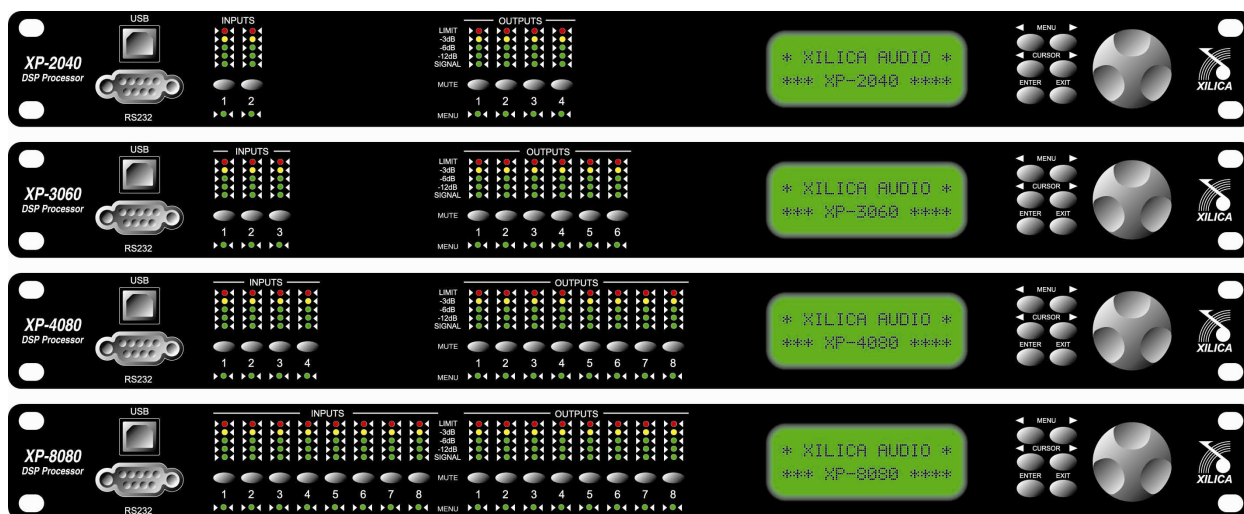 USB INPUTS OUTPUTS
LIMIT
-3dB
-6dB
-12dB
SIGNAL
MENU
CURSOR
XP-2040
DSP Processor
* XILICA AUDIO *
*** XP-2040 ****
MUTE
ENTER EXIT
XILICA
1 2 1 2 3 4
RS232 MENU
USB INPUTS OUTPUTS
LIMIT
-3dB
-6dB
-12dB
SIGNAL
MENU
CURSOR
XP-3060
DSP Processor
* XILICA AUDIO *
*** XP-3060 ****
MUTE
ENTER EXIT
XILICA
1 2 3 1 2 3 4 5 6
RS232 MENU
USB INPUTS OUTPUTS
LIMIT
-3dB
-6dB
-12dB
SIGNAL
MENU
CURSOR
XP-4080
DSP Processor
* XILICA AUDIO *
*** XP-4080 ****
MUTE
ENTER EXIT
XILICA
1 2 3 4 1 2 3 4 5 6 7 8
RS232 MENU
USB INPUTS OUTPUTS
LIMIT
-3dB
-6dB
-12dB
SIGNAL
MENU
CURSOR
XP-8080
DSP Processor
* XILICA AUDIO *
*** XP-8080 ****
MUTE
ENTER EXIT
XILICA
1 2 3 4 5 6 7 8 1 2 3 4 5 6 7 8
RS232 MENU